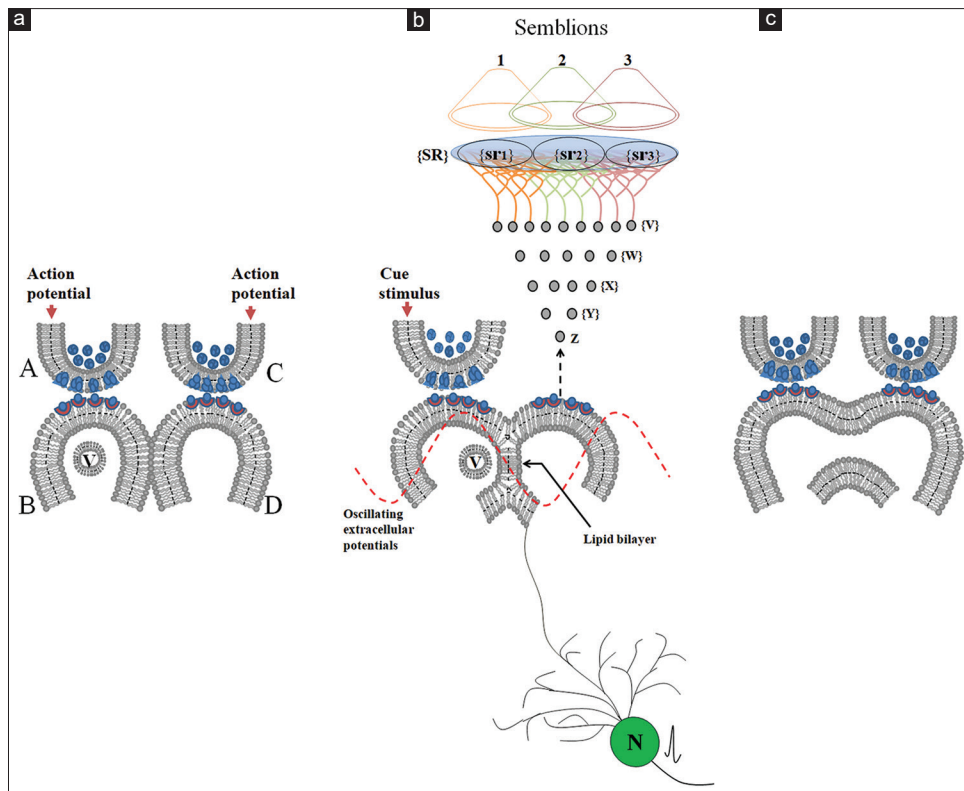 a
Action
potential
Action
potential
A
C
V
B
D
b
Semblions
1
2
3
{SR}
{sr1}
{sr2}
{sr3}
{V}
{W}
{X}
{Y}
Z
Cue
stimulus
V
Oscillating
extracellular
potentials
Lipid bilayer
N
c